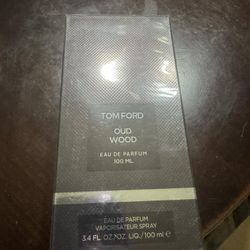 TOM FORD
OUD
WOOD
EAU DE PARFUM
100 ML
EAU DE PARFUM
VAPORISATEUR SPRAY
3.4 FL. OZ./OZ. LIQ./100 ml ℮